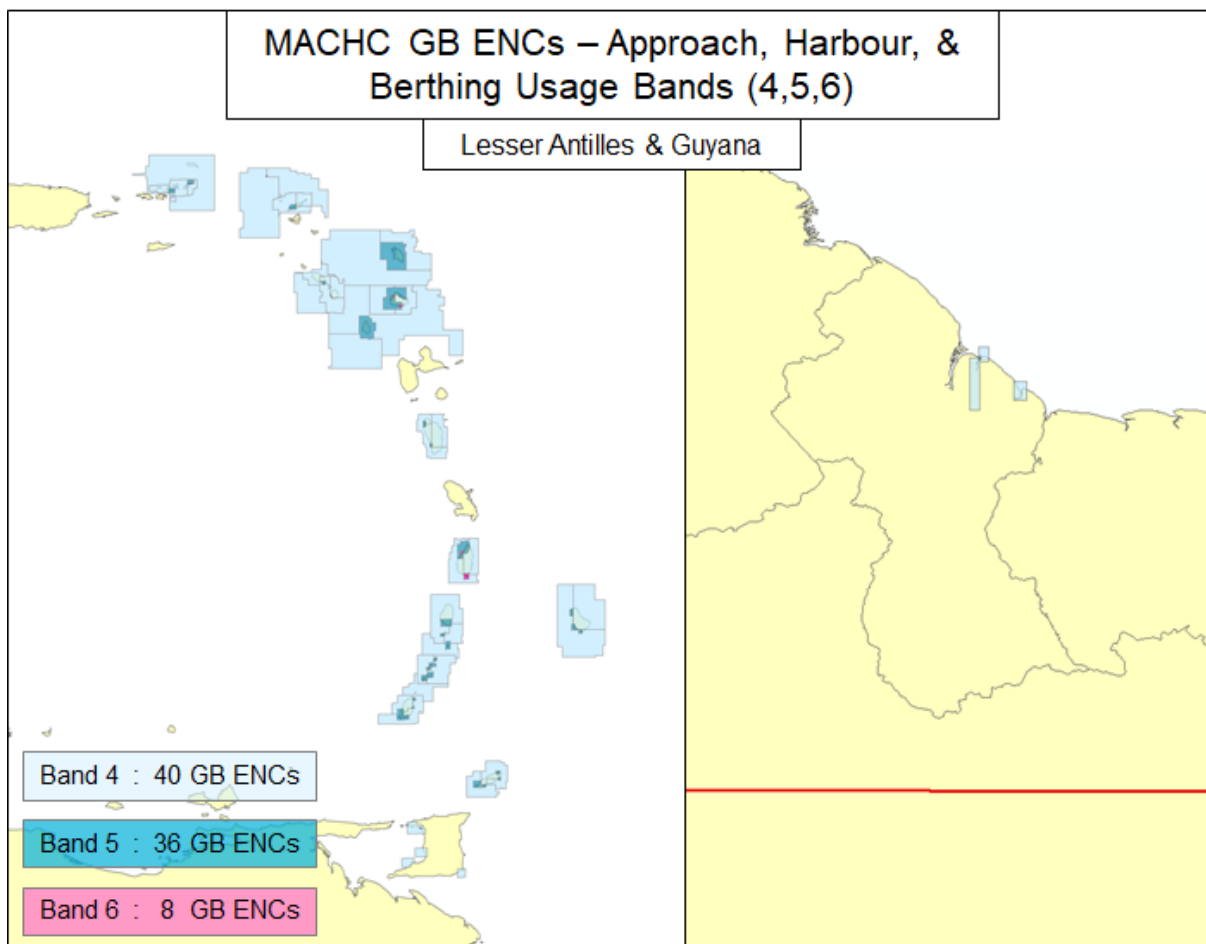 MACHC GB ENCs – Approach, Harbour, &
Berthing Usage Bands (4,5,6)
Lesser Antilles & Guyana
Band 4 : 40 GB ENCs
Band 5 : 36 GB ENCs
Band 6 : 8 GB ENCs